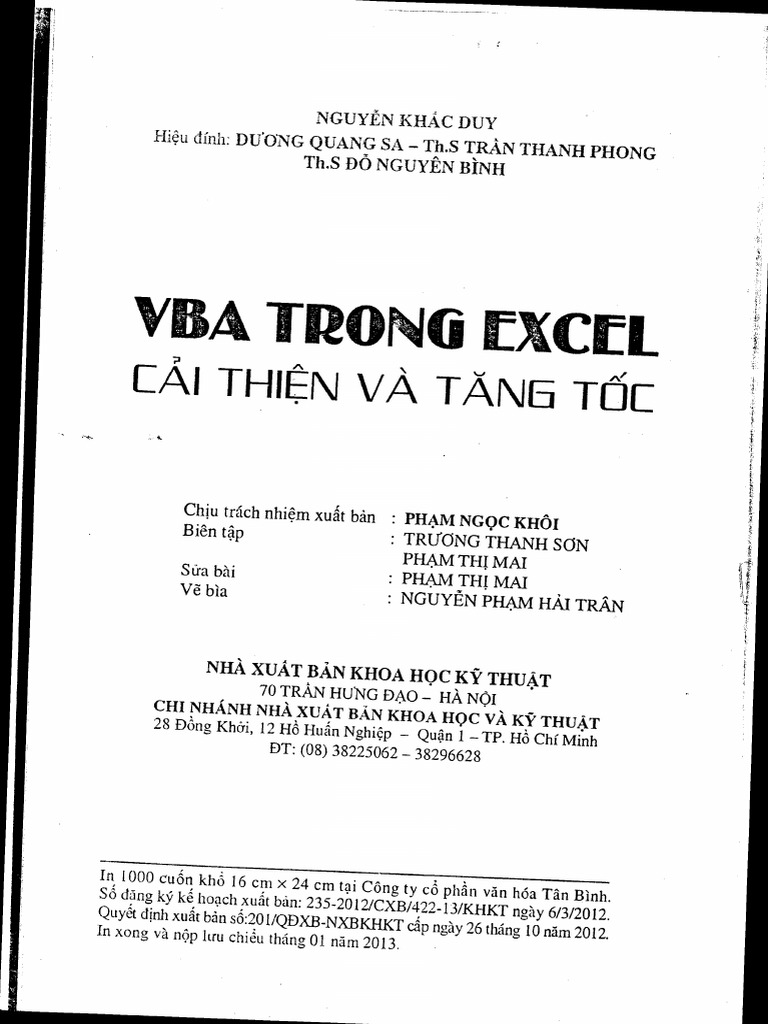 NGUYỄN KHẮC DUY
Hiệu đính: DƯƠNG QUANG SA – Th.S TRẦN THANH PHONG
Th.S ĐỖ NGUYÊN BÌNH
VBA TRONG EXCEL
CẢI THIỆN VÀ TĂNG TỐC
Chịu trách nhiệm xuất bản : PHẠM NGỌC KHÔI
Biên tập : TRƯƠNG THANH SƠN
PHẠM THỊ MAI
Sửa bài : PHẠM THỊ MAI
Vẽ bìa : NGUYỄN PHẠM HẢI TRÂN
NHÀ XUẤT BẢN KHOA HỌC KỸ THUẬT
70 TRẦN HƯNG ĐẠO – HÀ NỘI
CHI NHÁNH NHÀ XUẤT BẢN KHOA HỌC VÀ KỸ THUẬT
28 Đồng Khởi, 12 Hồ Huấn Nghiệp – Quận 1 – TP. Hồ Chí Minh
ĐT: (08) 38225062 – 38296628
In 1000 cuốn khổ 16 cm × 24 cm tại Công ty cổ phần văn hóa Tân Bình.
Số đăng ký kế hoạch xuất bản: 235-2012/CXB/422-13/KHKT ngày 6/3/2012.
Quyết định xuất bản số:201/QĐXB-NXBKHKT cấp ngày 26 tháng 10 năm 2012.
In xong và nộp lưu chiểu tháng 01 năm 2013.